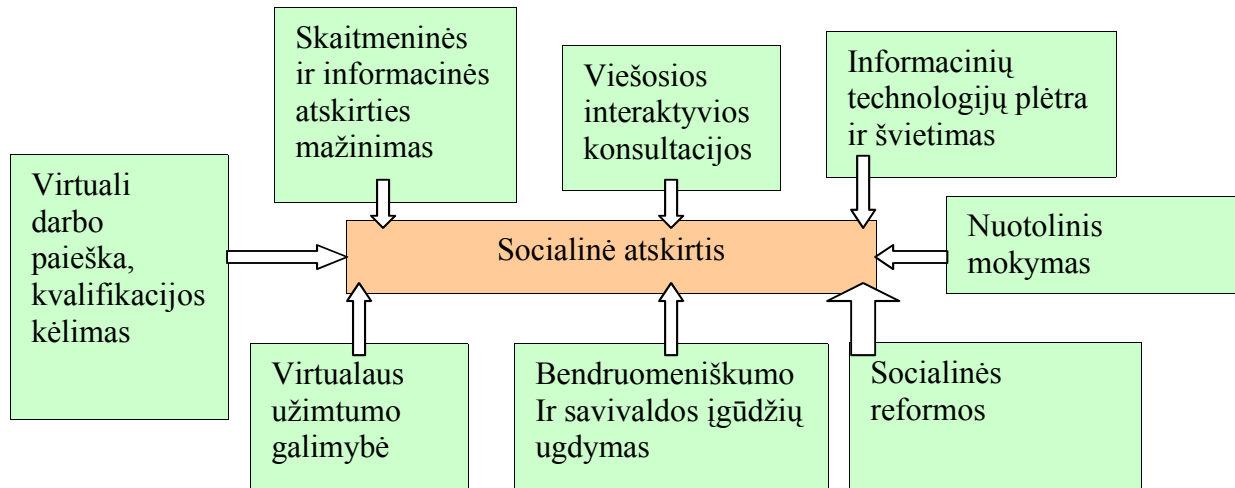 Skaitmeninės
ir informacinės
atskirties
mažinimas
Viešosios
interaktyvios
konsultacijos
Informacinių
technologijų plėtra
ir švietimas
Virtuali
darbo
paieška,
kvalifikacijos
kėlimas
Socialinė atskirtis
Nuotolinis
mokymas
Virtualaus
užimtumo
galimybė
Bendruomeniškumo
Ir savivaldos įgūdžių
ugdymas
Socialinės
reformos